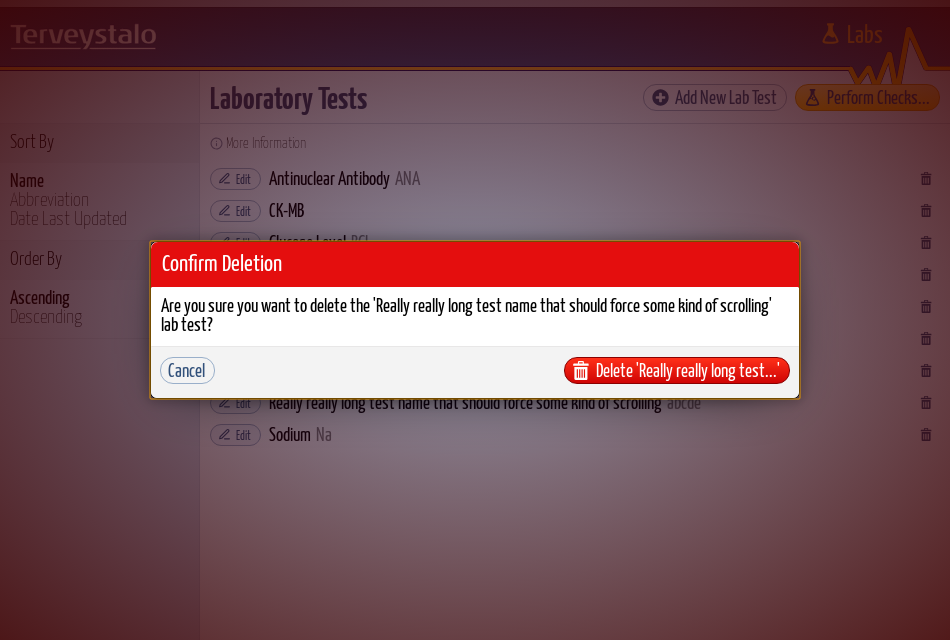 Terveystalo
Labs
Laboratory Tests
Add New Lab Test
Perform Checks...
Sort By
Name
Abbreviation
Date Last Updated
Order By
Ascending
Descending
More Information
Edit Antinuclear Antibody ANA
Edit CK-MB
Confirm Deletion
Are you sure you want to delete the 'Really really long test name that should force some kind of scrolling'
lab test?
Cancel
Delete 'Really really long test...'
Edit Really really long test name that should force some kind of scrolling abcde
Edit Sodium Na